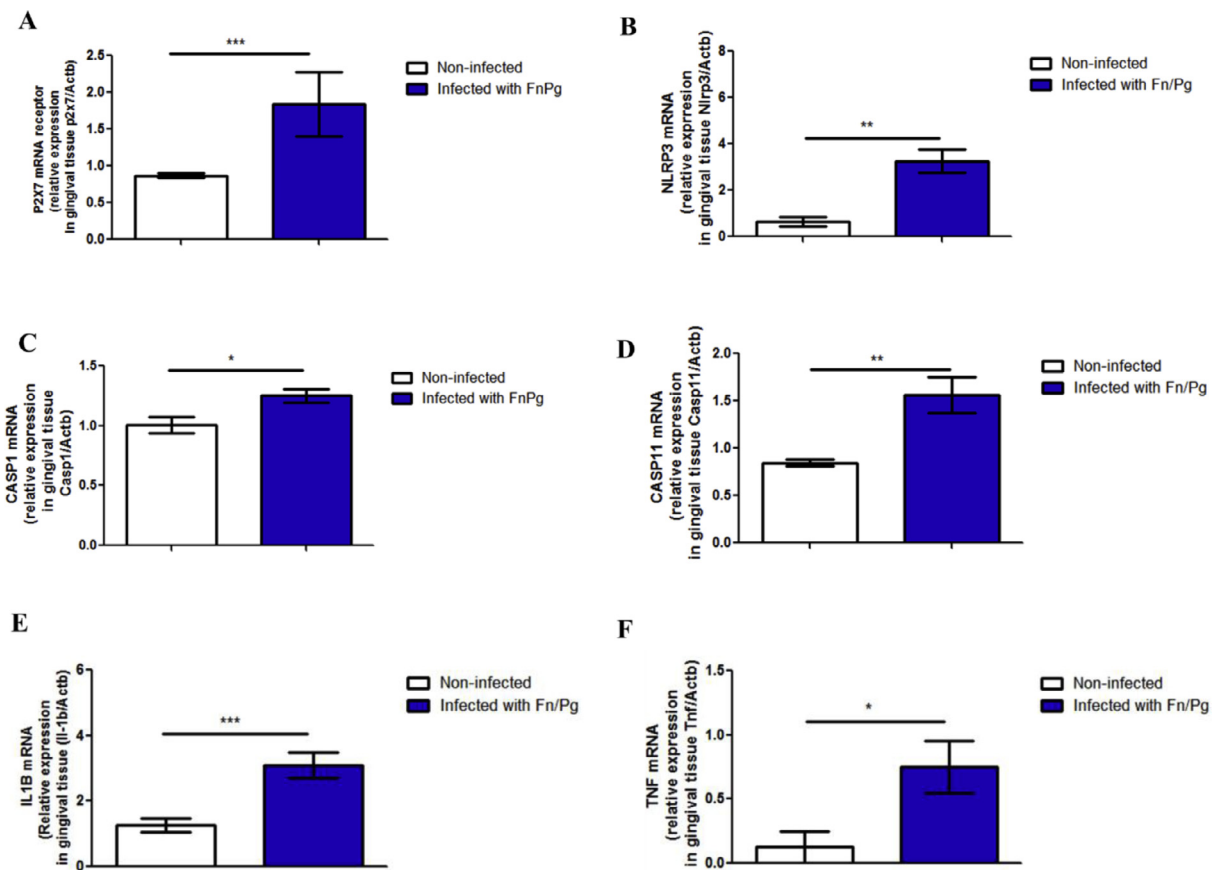 A
P2X7 mRNA receptor
(relative expression
In gingival tissue p2x7/Actb)
2.5
2.0
1.5
1.0
0.5
0.0
***
Non-infected
Infected with FnPg
B
NLRP3 mRNA
(relative exprresion
in gingival tissue Nlrp3/Actb)
8
6
4
2
0
**
Non-infected
Infected with Fn/Pg
C
CASP1 mRNA
(relative expression
in gingival tissue
Casp1/Actb)
1.5
1.0
0.5
0.0
*
Non-infected
Infected with FnPg
D
CASP11 mRNA
(relative expression
in gingival tissue Casp11/Actb)
2.0
1.5
1.0
0.5
0.0
**
Non-infected
Infected with Fn/Pg
E
IL1B mRNA
(Relative expression
in gingival tissue (Il-1b/Actb)
6
4
2
0
***
Non-infected
Infected with Fn/Pg
F
TNF mRNA
(relative expression
in gingival tissue Tnf/Actb)
1.5
1.0
0.5
0.0
*
Non-infected
Infected with Fn/Pg